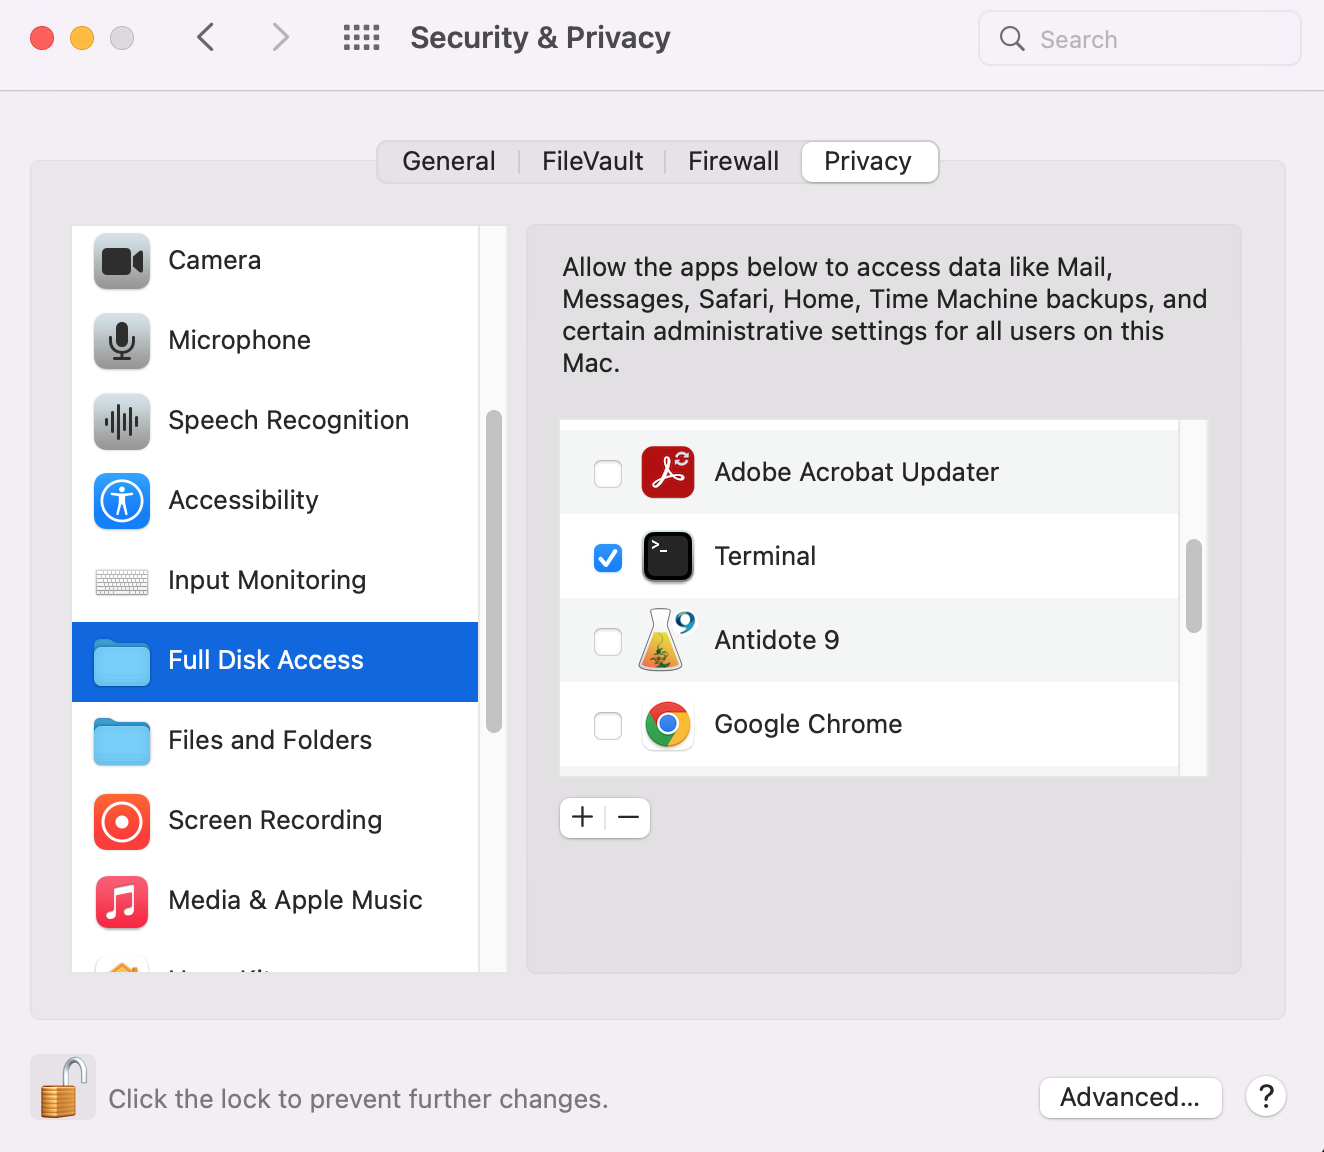 Security & Privacy
Search
General
FileVault
Firewall
Privacy
Camera
Microphone
Speech Recognition
Accessibility
Input Monitoring
Full Disk Access
Files and Folders
Screen Recording
Media & Apple Music
Allow the apps below to access data like Mail,
Messages, Safari, Home, Time Machine backups, and
certain administrative settings for all users on this
Mac.
Adobe Acrobat Updater
>_
Terminal
9
Antidote 9
Google Chrome
Click the lock to prevent further changes.
Advanced...
?